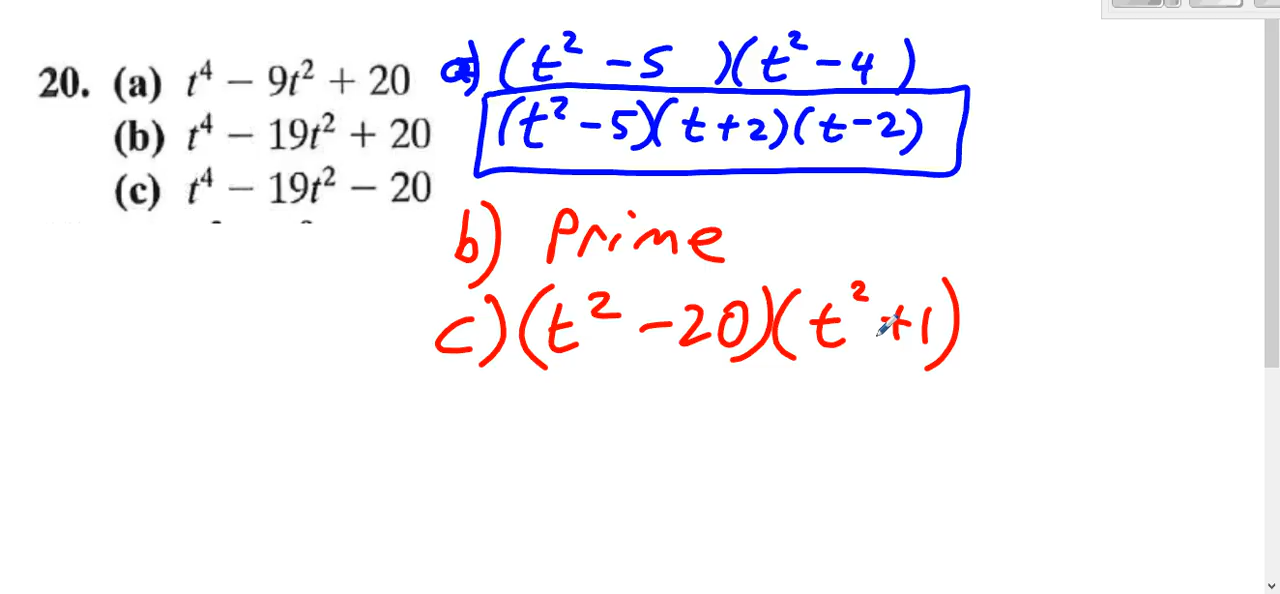 20. (a) t⁴ − 9t² + 20 a) (t² − 5 )(t² − 4 )
(b) t⁴ − 19t² + 20 (t² − 5)(t + 2)(t − 2)
(c) t⁴ − 19t² − 20
b) Prime
c) (t² − 20)(t² + 1)